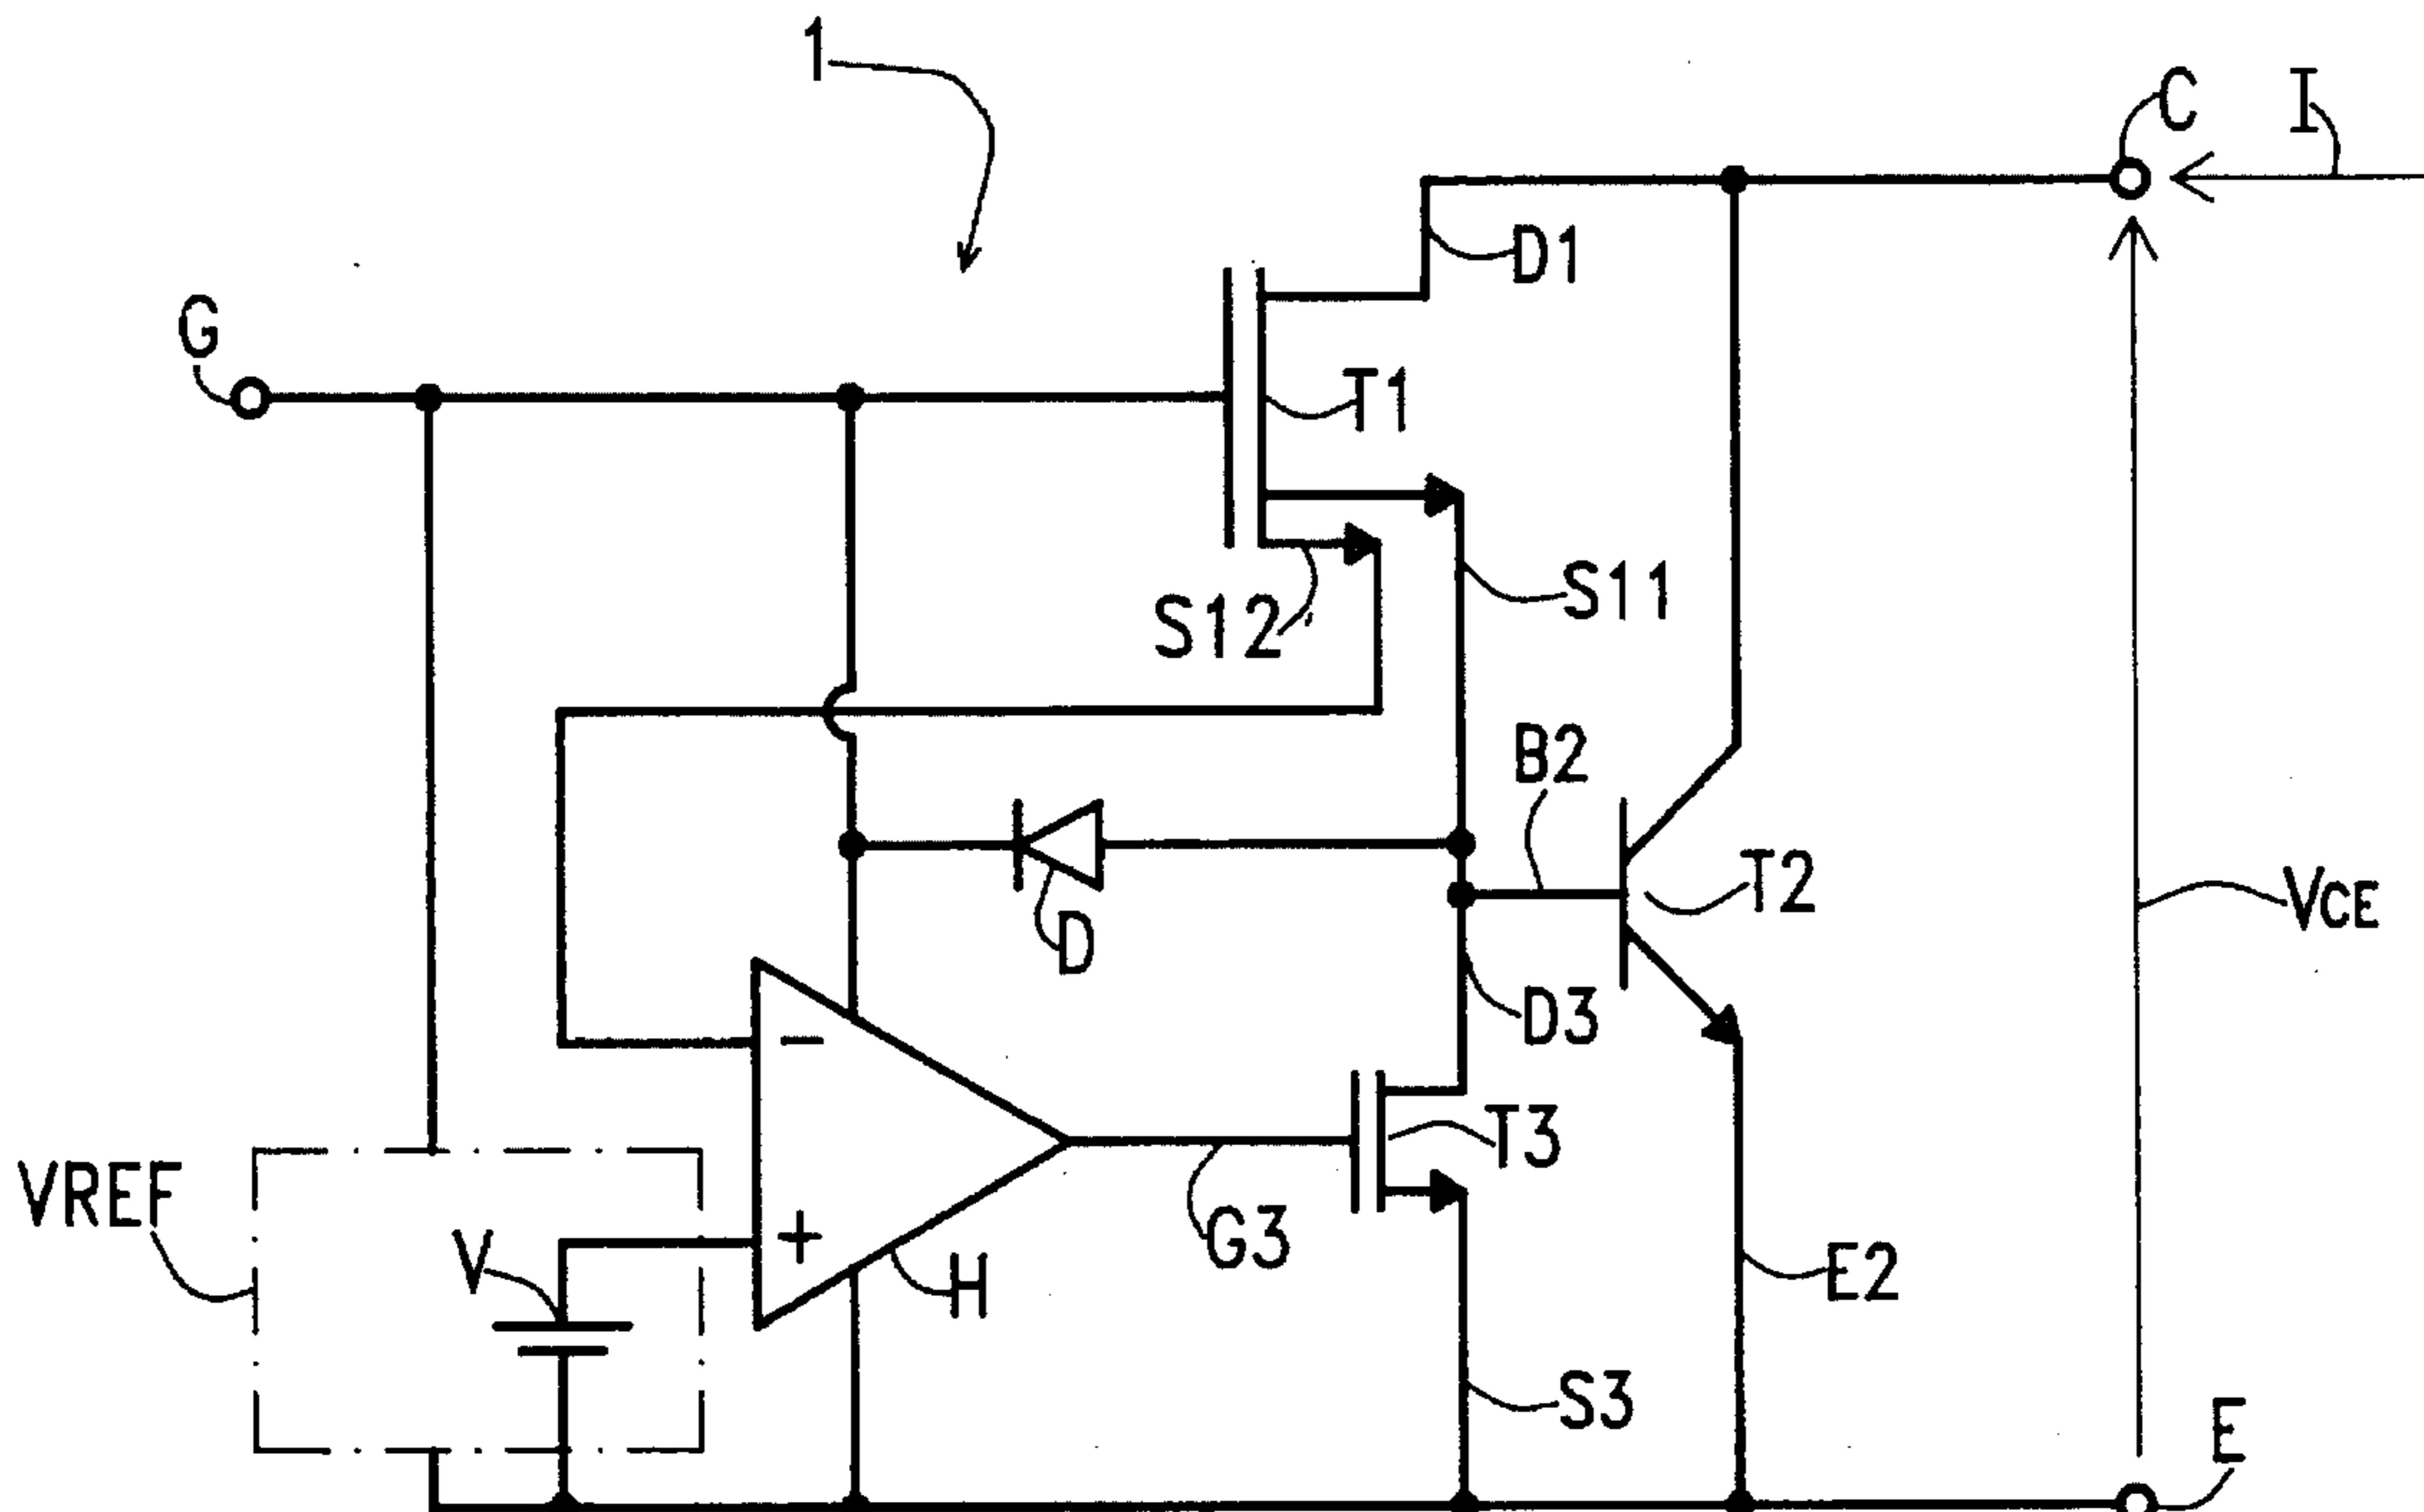 1
C
I
D1
G
T1
S11
S12
B2
T2
VCE
D
D3
T3
VREF
−
+
V
G3
H
E2
S3
E